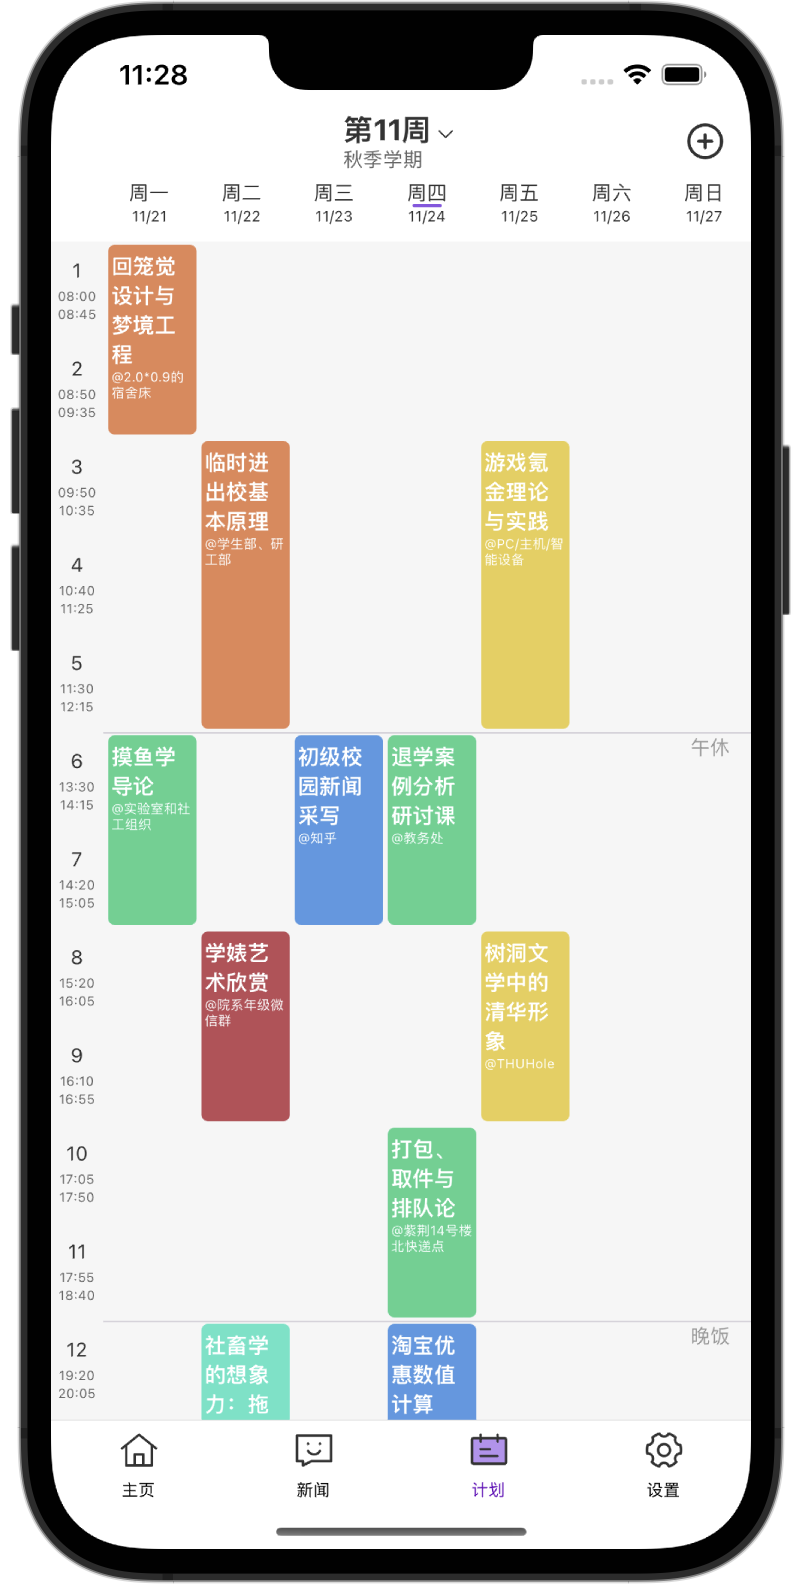 11:28
第11周
秋季学期
周一 周二 周三 周四 周五 周六 周日
11/21 11/22 11/23 11/24 11/25 11/26 11/27
1
08:00
08:45
2
08:50
09:35
3
09:50
10:35
4
10:40
11:25
5
11:30
12:15
6
13:30
14:15
7
14:20
15:05
8
15:20
16:05
9
16:10
16:55
10
17:05
17:50
11
17:55
18:40
12
19:20
20:05
回笼觉
设计与
梦境工
程
@2.0*0.9的
宿舍床
临时进
出校基
本原理
@学生部、研
工部
游戏氪
金理论
与实践
@PC/主机/智
能设备
午休
摸鱼学
导论
@实验室和社
工组织
初级校
园新闻
采写
@知乎
退学案
例分析
研讨课
@教务处
学婊艺
术欣赏
@院系年级微
信群
树洞文
学中的
清华形
象
@THUHole
打包、
取件与
排队论
@紫荆14号楼
北快递点
晚饭
社畜学
的想象
力：拖
淘宝优
惠数值
计算
主页 新闻 计划 设置